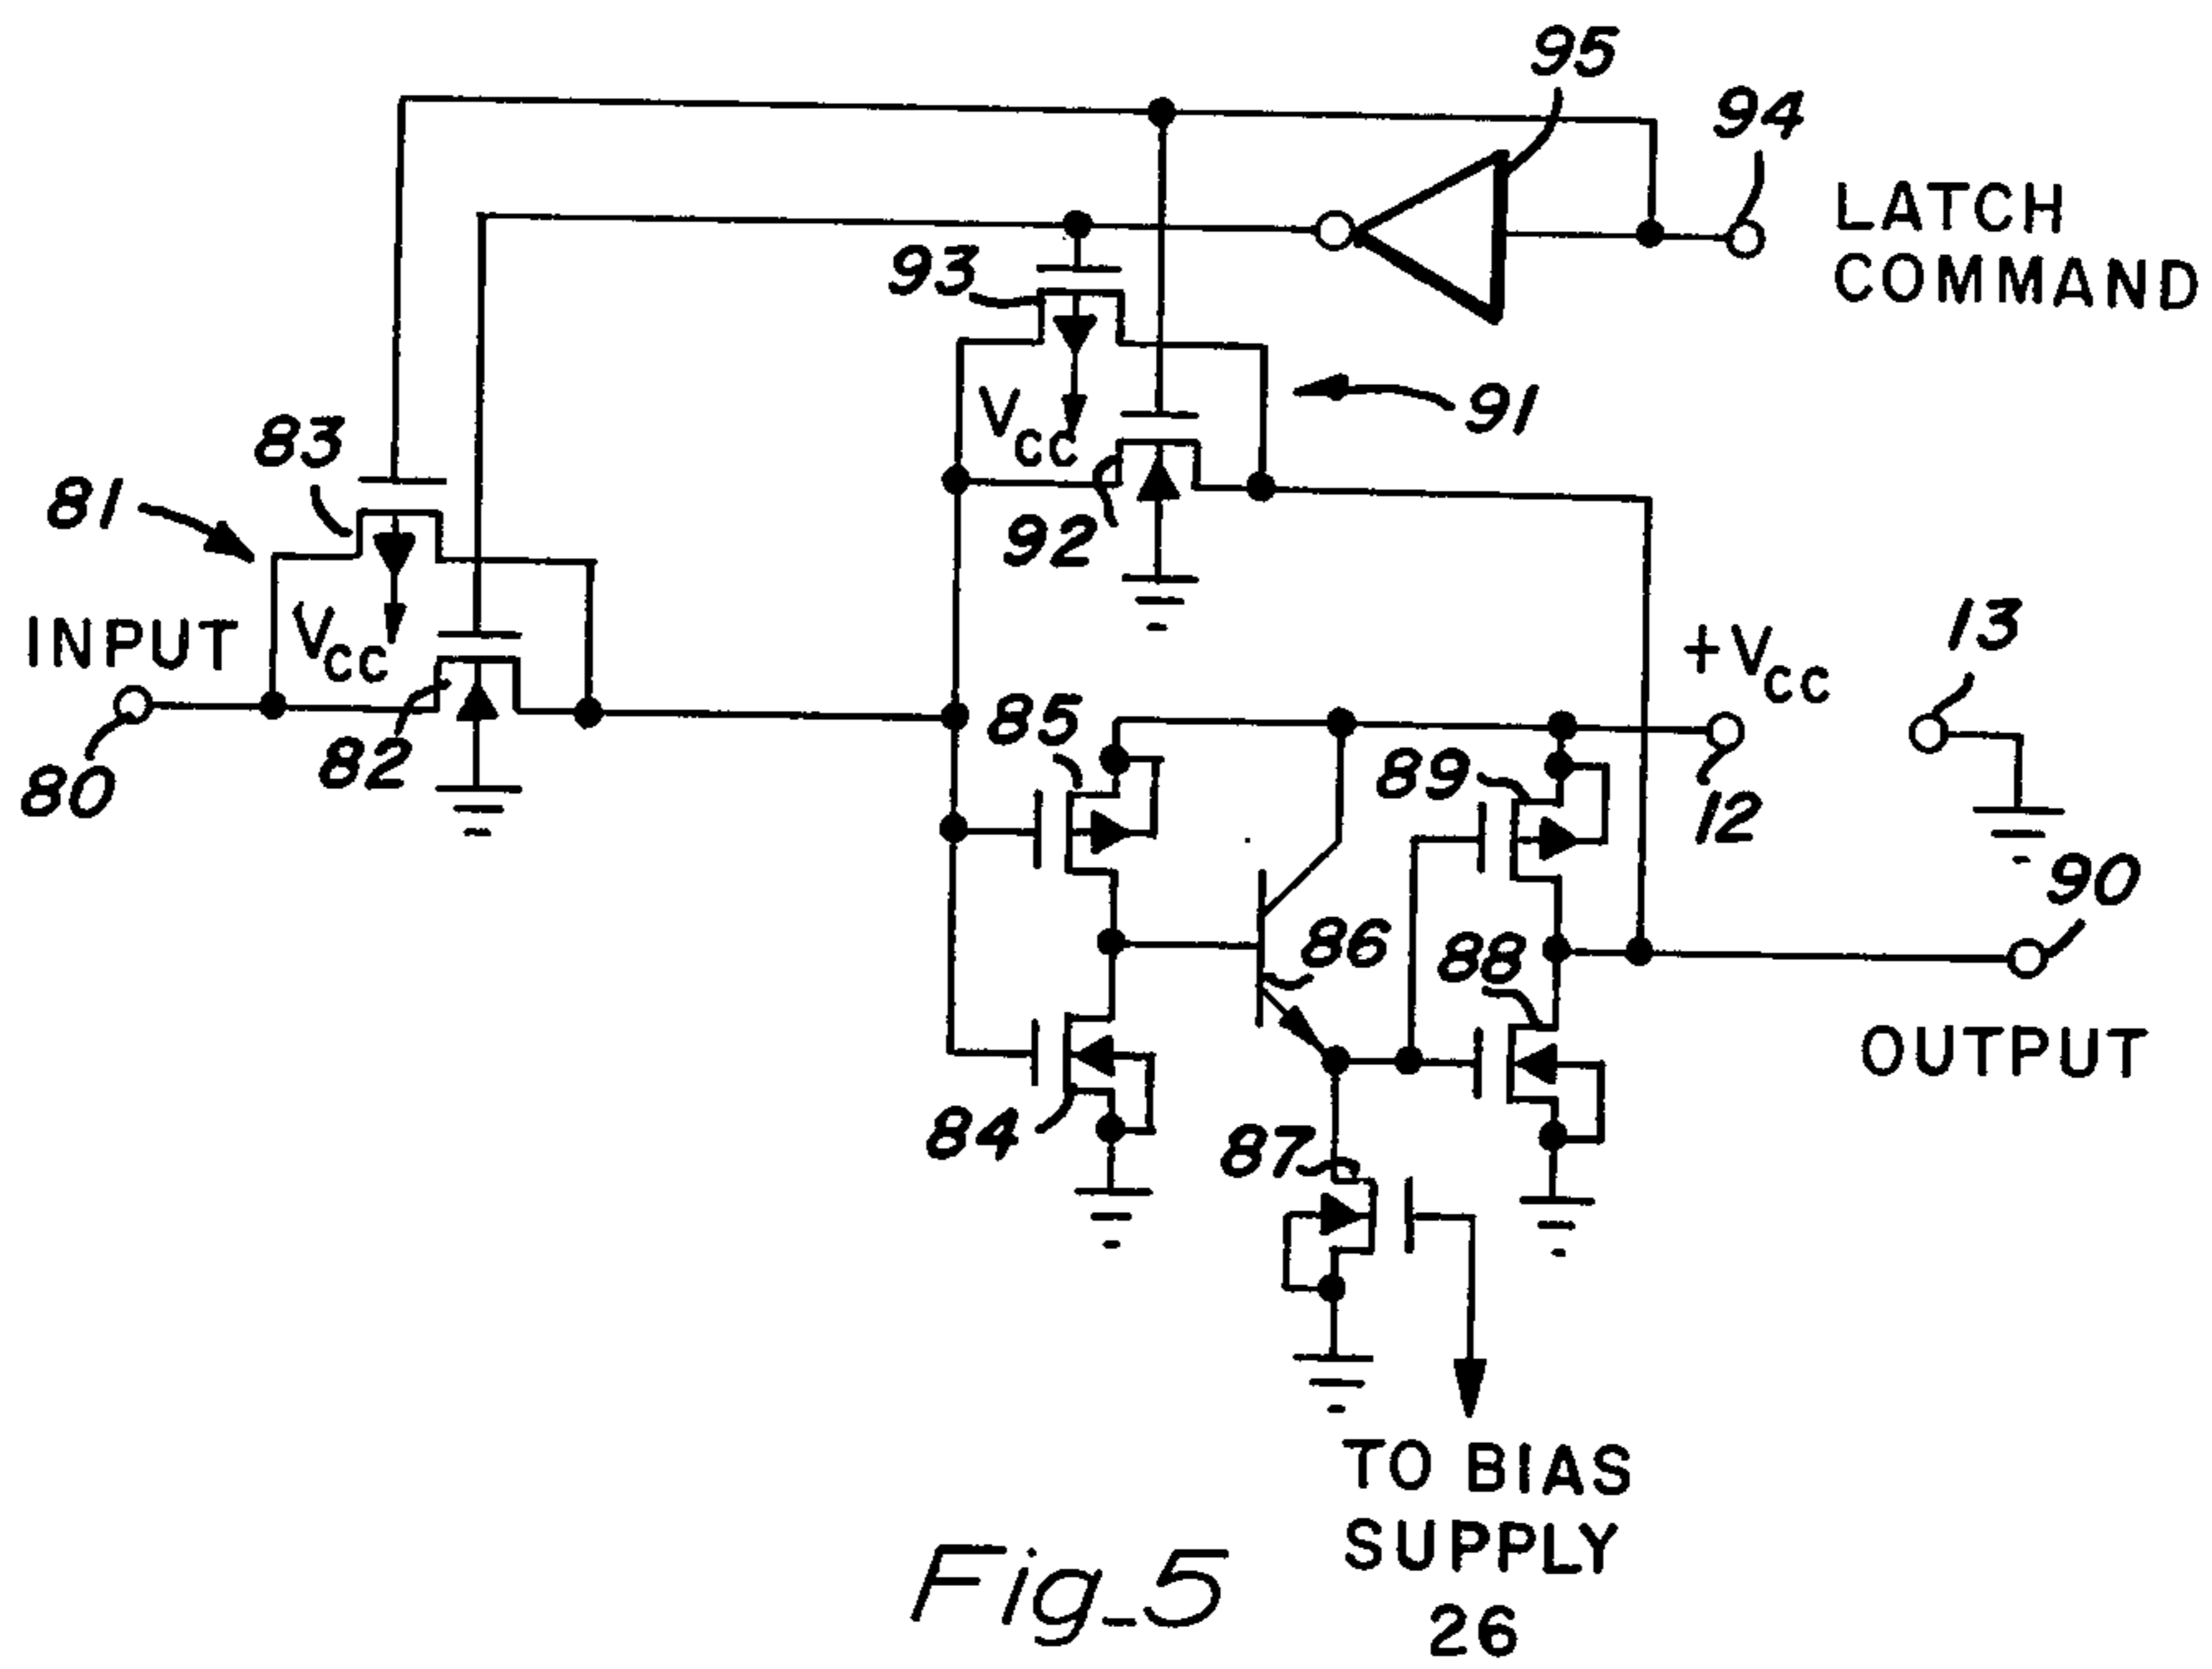 95
94
LATCH
COMMAND
93
91
VCC
83
81
92
INPUT
VCC
13
+VCC
85
82
80
89
12
90
86
88
OUTPUT
84
87
TO BIAS
SUPPLY
26
Fig_5